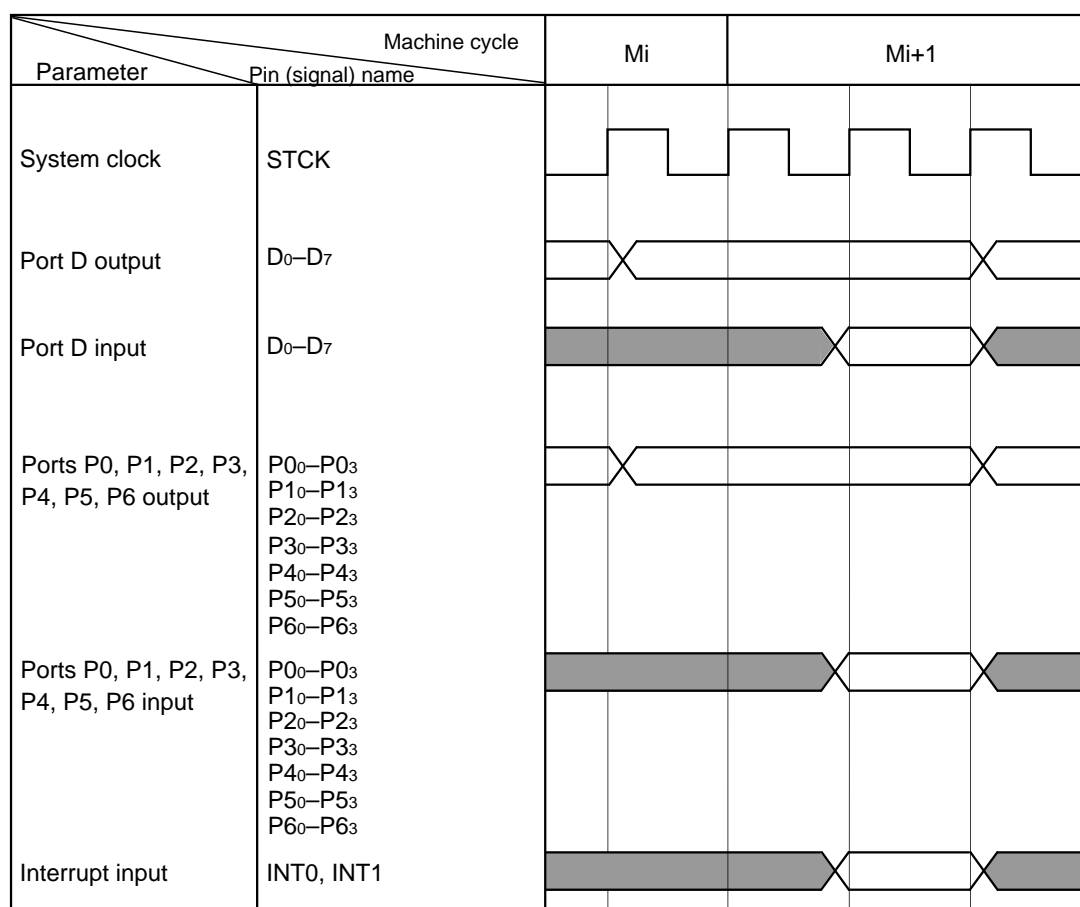 Machine cycle
Parameter
Pin (signal) name
Mi
Mi+1
System clock
STCK
Port D output
D0–D7
Port D input
D0–D7
Ports P0, P1, P2, P3,
P4, P5, P6 output
P00–P03
P10–P13
P20–P23
P30–P33
P40–P43
P50–P53
P60–P63
Ports P0, P1, P2, P3,
P4, P5, P6 input
P00–P03
P10–P13
P20–P23
P30–P33
P40–P43
P50–P53
P60–P63
Interrupt input
INT0, INT1